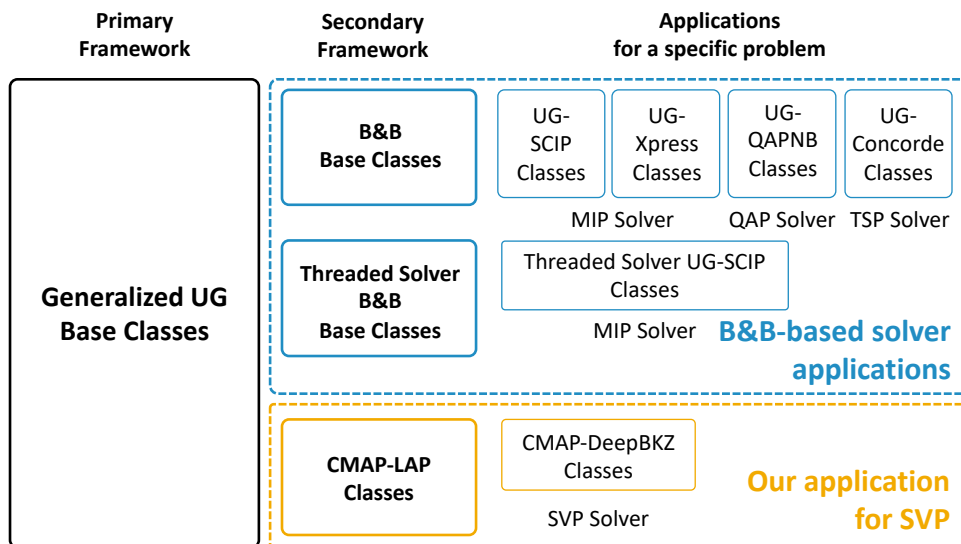 Primary
Framework
Secondary
Framework
Applications
for a specific problem
Generalized UG
Base Classes
B&B
Base Classes
UG-
SCIP
Classes
UG-
Xpress
Classes
UG-
QAPNB
Classes
UG-
Concorde
Classes
MIP Solver
QAP Solver
TSP Solver
Threaded Solver
B&B
Base Classes
Threaded Solver UG-SCIP
Classes
MIP Solver
B&B-based solver
applications
CMAP-LAP
Classes
CMAP-DeepBKZ
Classes
SVP Solver
Our application
for SVP